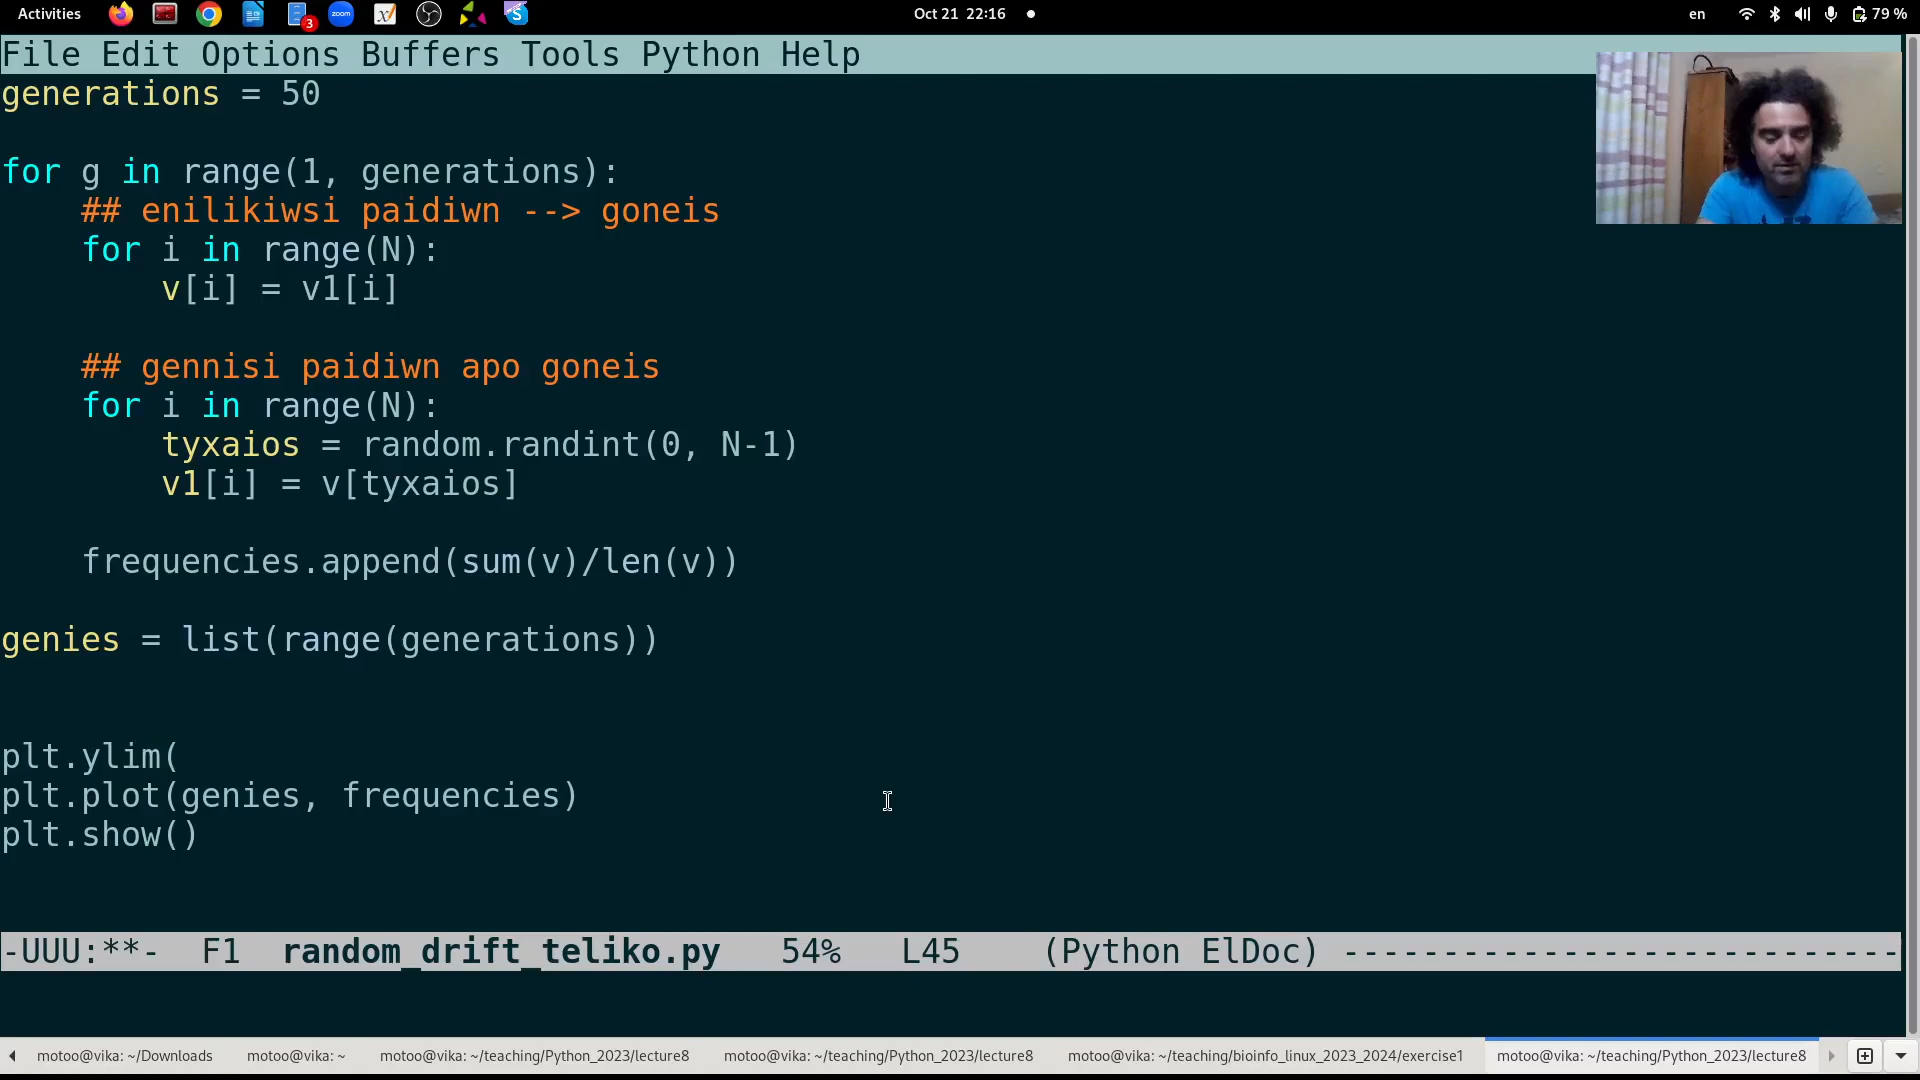 Activities
3
zoom
Oct 21 22:16
en
79 %
File Edit Options Buffers Tools Python Help
generations = 50
for g in range(1, generations):
## enilikiwsi paidiwn --> goneis
for i in range(N):
v[i] = v1[i]
## gennisi paidiwn apo goneis
for i in range(N):
tyxaios = random.randint(0, N-1)
v1[i] = v[tyxaios]
frequencies.append(sum(v)/len(v))
genies = list(range(generations))
plt.ylim(
plt.plot(genies, frequencies)
plt.show()
-UUU:**- F1 random_drift_teliko.py 54% L45 (Python ElDoc) ----------------------------
motoo@vika: ~/Downloads
motoo@vika: ~
motoo@vika: ~/teaching/Python_2023/lecture8
motoo@vika: ~/teaching/Python_2023/lecture8
motoo@vika: ~/teaching/bioinfo_linux_2023_2024/exercise1
motoo@vika: ~/teaching/Python_2023/lecture8